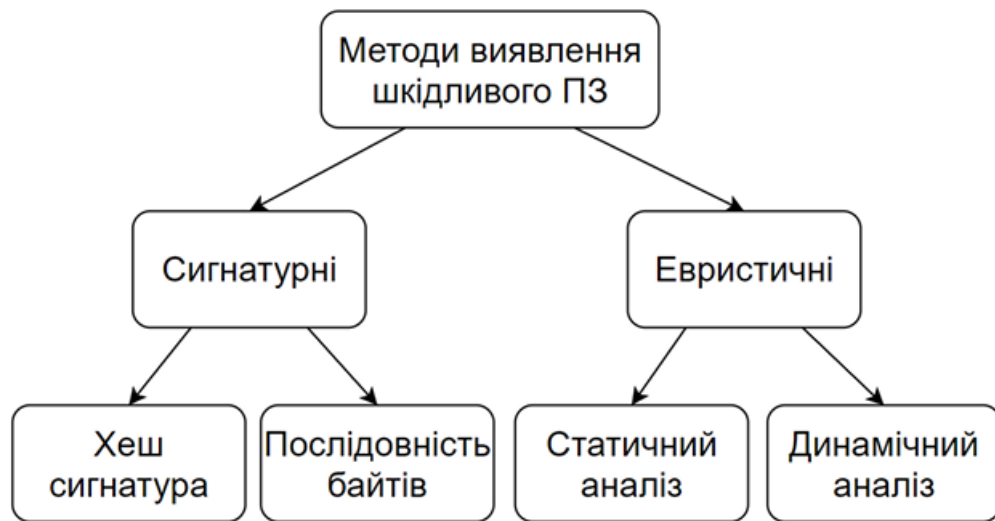 Методи виявлення
шкідливого ПЗ
Сигнатурні
Евристичні
Хеш
сигнатура
Послідовність
байтів
Статичний
аналіз
Динамічний
аналіз